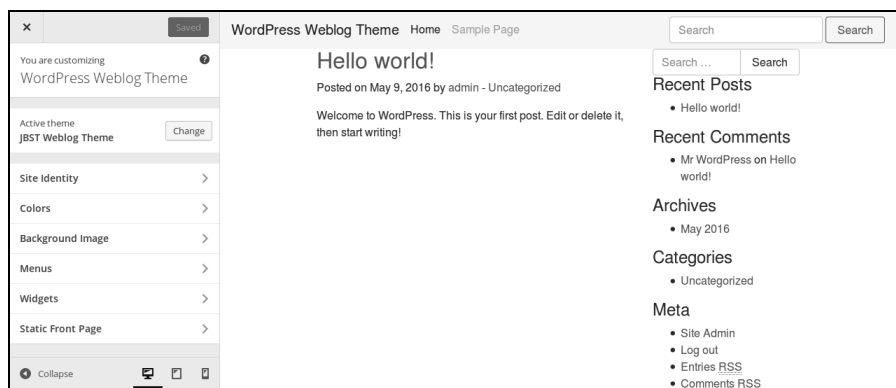 Saved
You are customizing
WordPress Weblog Theme
Active theme
JBST Weblog Theme
Change
Site Identity
Colors
Background Image
Menus
Widgets
Static Front Page
Collapse
WordPress Weblog Theme Home Sample Page
Search Search
Hello world!
Posted on May 9, 2016 by admin - Uncategorized
Welcome to WordPress. This is your first post. Edit or delete it,
then start writing!
Search … Search
Recent Posts
Hello world!
Recent Comments
Mr WordPress on Hello
world!
Archives
May 2016
Categories
Uncategorized
Meta
Site Admin
Log out
Entries RSS
Comments RSS